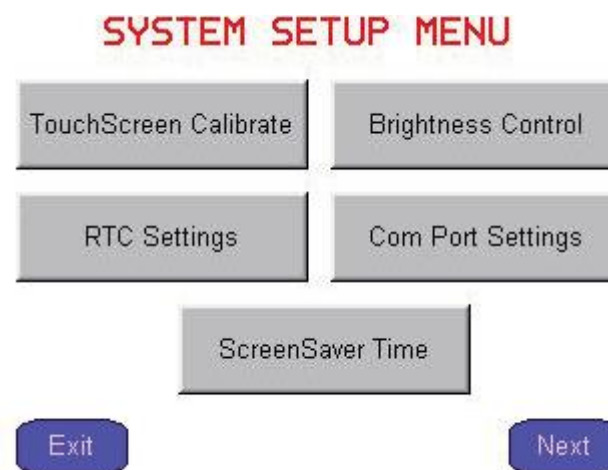 SYSTEM SETUP MENU
TouchScreen Calibrate
Brightness Control
RTC Settings
Com Port Settings
ScreenSaver Time
Exit
Next